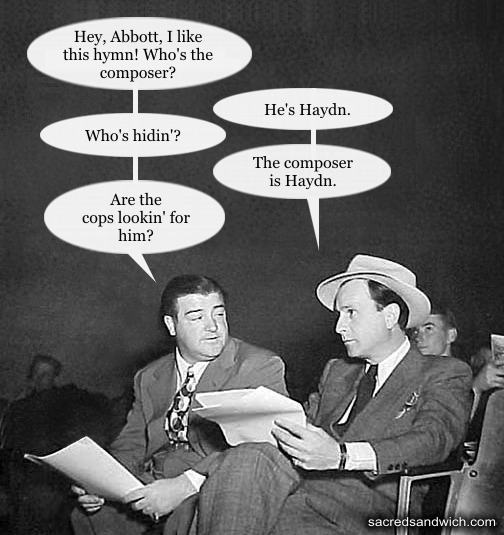 Hey, Abbott, I like
this hymn! Who's the
composer?
He's Haydn.
Who's hidin'?
The composer
is Haydn.
Are the
cops lookin' for
him?
sacredsandwich.com